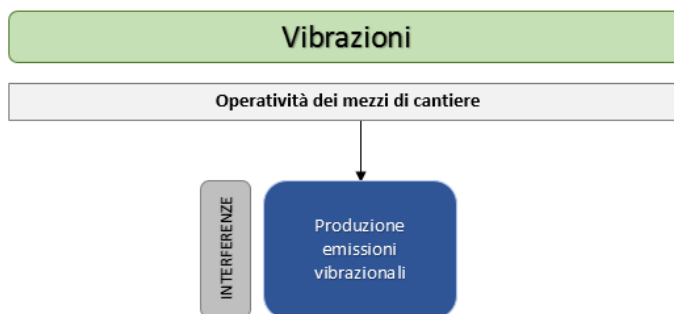 Vibrazioni
Operatività dei mezzi di cantiere
INTERFERENZE
Produzione
emissioni
vibrazionali